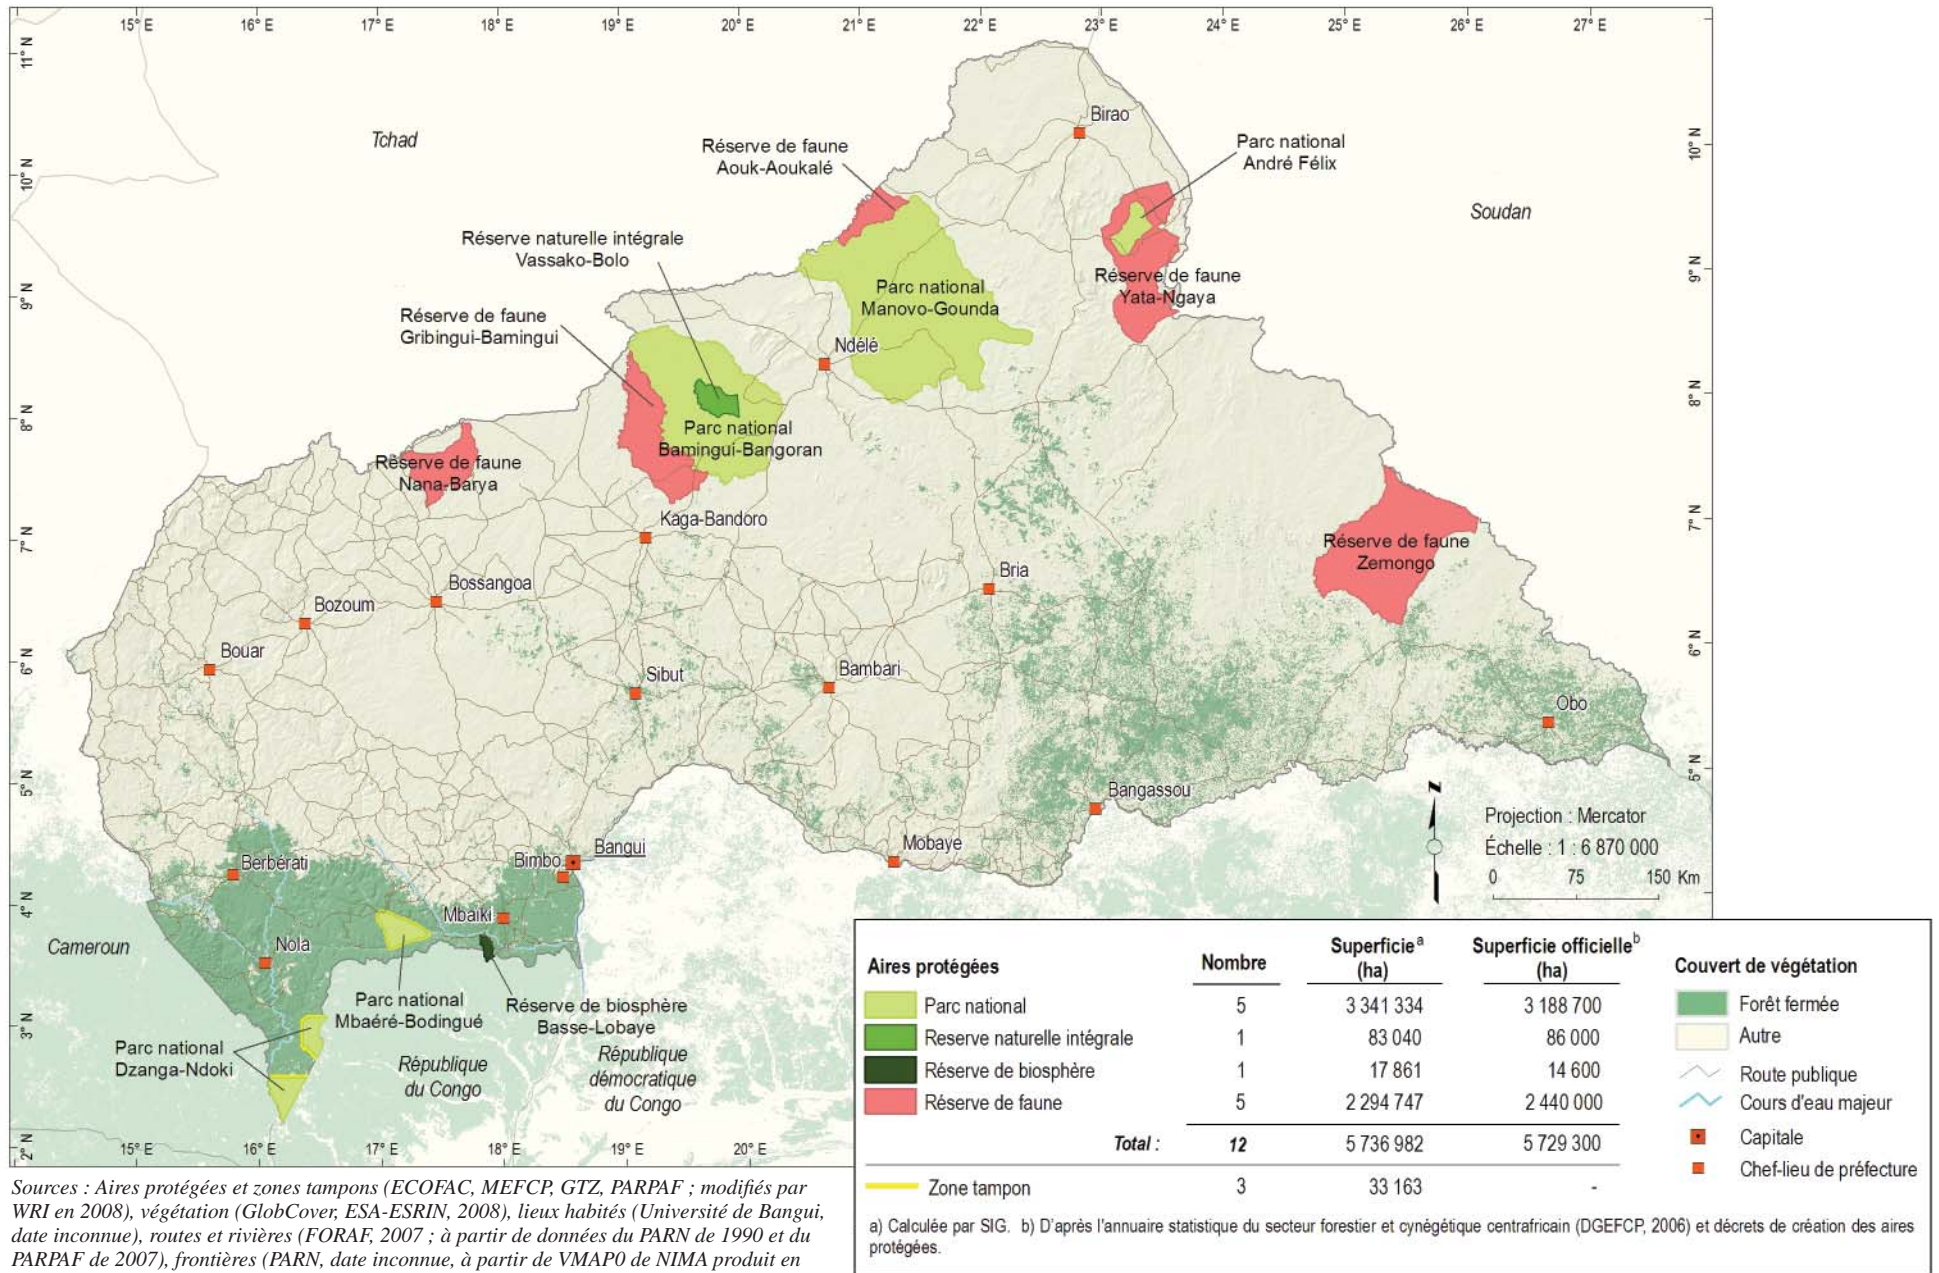 15° E 16° E 17° E 18° E 19° E 20° E 21° E 22° E 23° E 24° E 25° E 26° E 27° E
11° N
10° N
9° N
8° N
7° N
6° N
5° N
4° N
3° N
2° N
10° N
9° N
8° N
7° N
6° N
5° N
Tchad
Soudan
Cameroun
République
du Congo
République
démocratique
du Congo
Birao
Réserve de faune
Aouk-Aoukalé
Parc national
André Félix
Réserve naturelle intégrale
Vassako-Bolo
Parc national
Manovo-Gounda
Réserve de faune
Yata-Ngaya
Réserve de faune
Gribingui-Bamingui
Ndélé
Parc national
Bamingui-Bangoran
Réserve de faune
Nana-Barya
Kaga-Bandoro
Réserve de faune
Zemongo
Bossangoa
Bria
Bozoum
Bouar
Sibut
Bambari
Obo
Bangassou
Mobaye
Berbérati
Bimbo
Bangui
Mbaiki
Nola
Parc national
Mbaéré-Bodingué
Réserve de biosphère
Basse-Lobaye
Parc national
Dzanga-Ndoki
15° E 16° E 17° E 18° E 19° E 20° E
N
Projection : Mercator
Échelle : 1 : 6 870 000
0 75 150 Km
Aires protégées Nombre Superficie a (ha) Superficie officielle b (ha)
Parc national 5 3 341 334 3 188 700
Reserve naturelle intégrale 1 83 040 86 000
Réserve de biosphère 1 17 861 14 600
Réserve de faune 5 2 294 747 2 440 000
Total : 12 5 736 982 5 729 300
Zone tampon 3 33 163 -
Couvert de végétation
Forêt fermée
Autre
Route publique
Cours d'eau majeur
Capitale
Chef-lieu de préfecture
a) Calculée par SIG. b) D'après l'annuaire statistique du secteur forestier et cynégétique centrafricain (DGEFCP, 2006) et décrets de création des aires
protégées.
Sources : Aires protégées et zones tampons (ECOFAC, MEFCP, GTZ, PARPAF ; modifiés par
WRI en 2008), végétation (GlobCover, ESA-ESRIN, 2008), lieux habités (Université de Bangui,
date inconnue), routes et rivières (FORAF, 2007 ; à partir de données du PARN de 1990 et du
PARPAF de 2007), frontières (PARN, date inconnue, à partir de VMAP0 de NIMA produit en